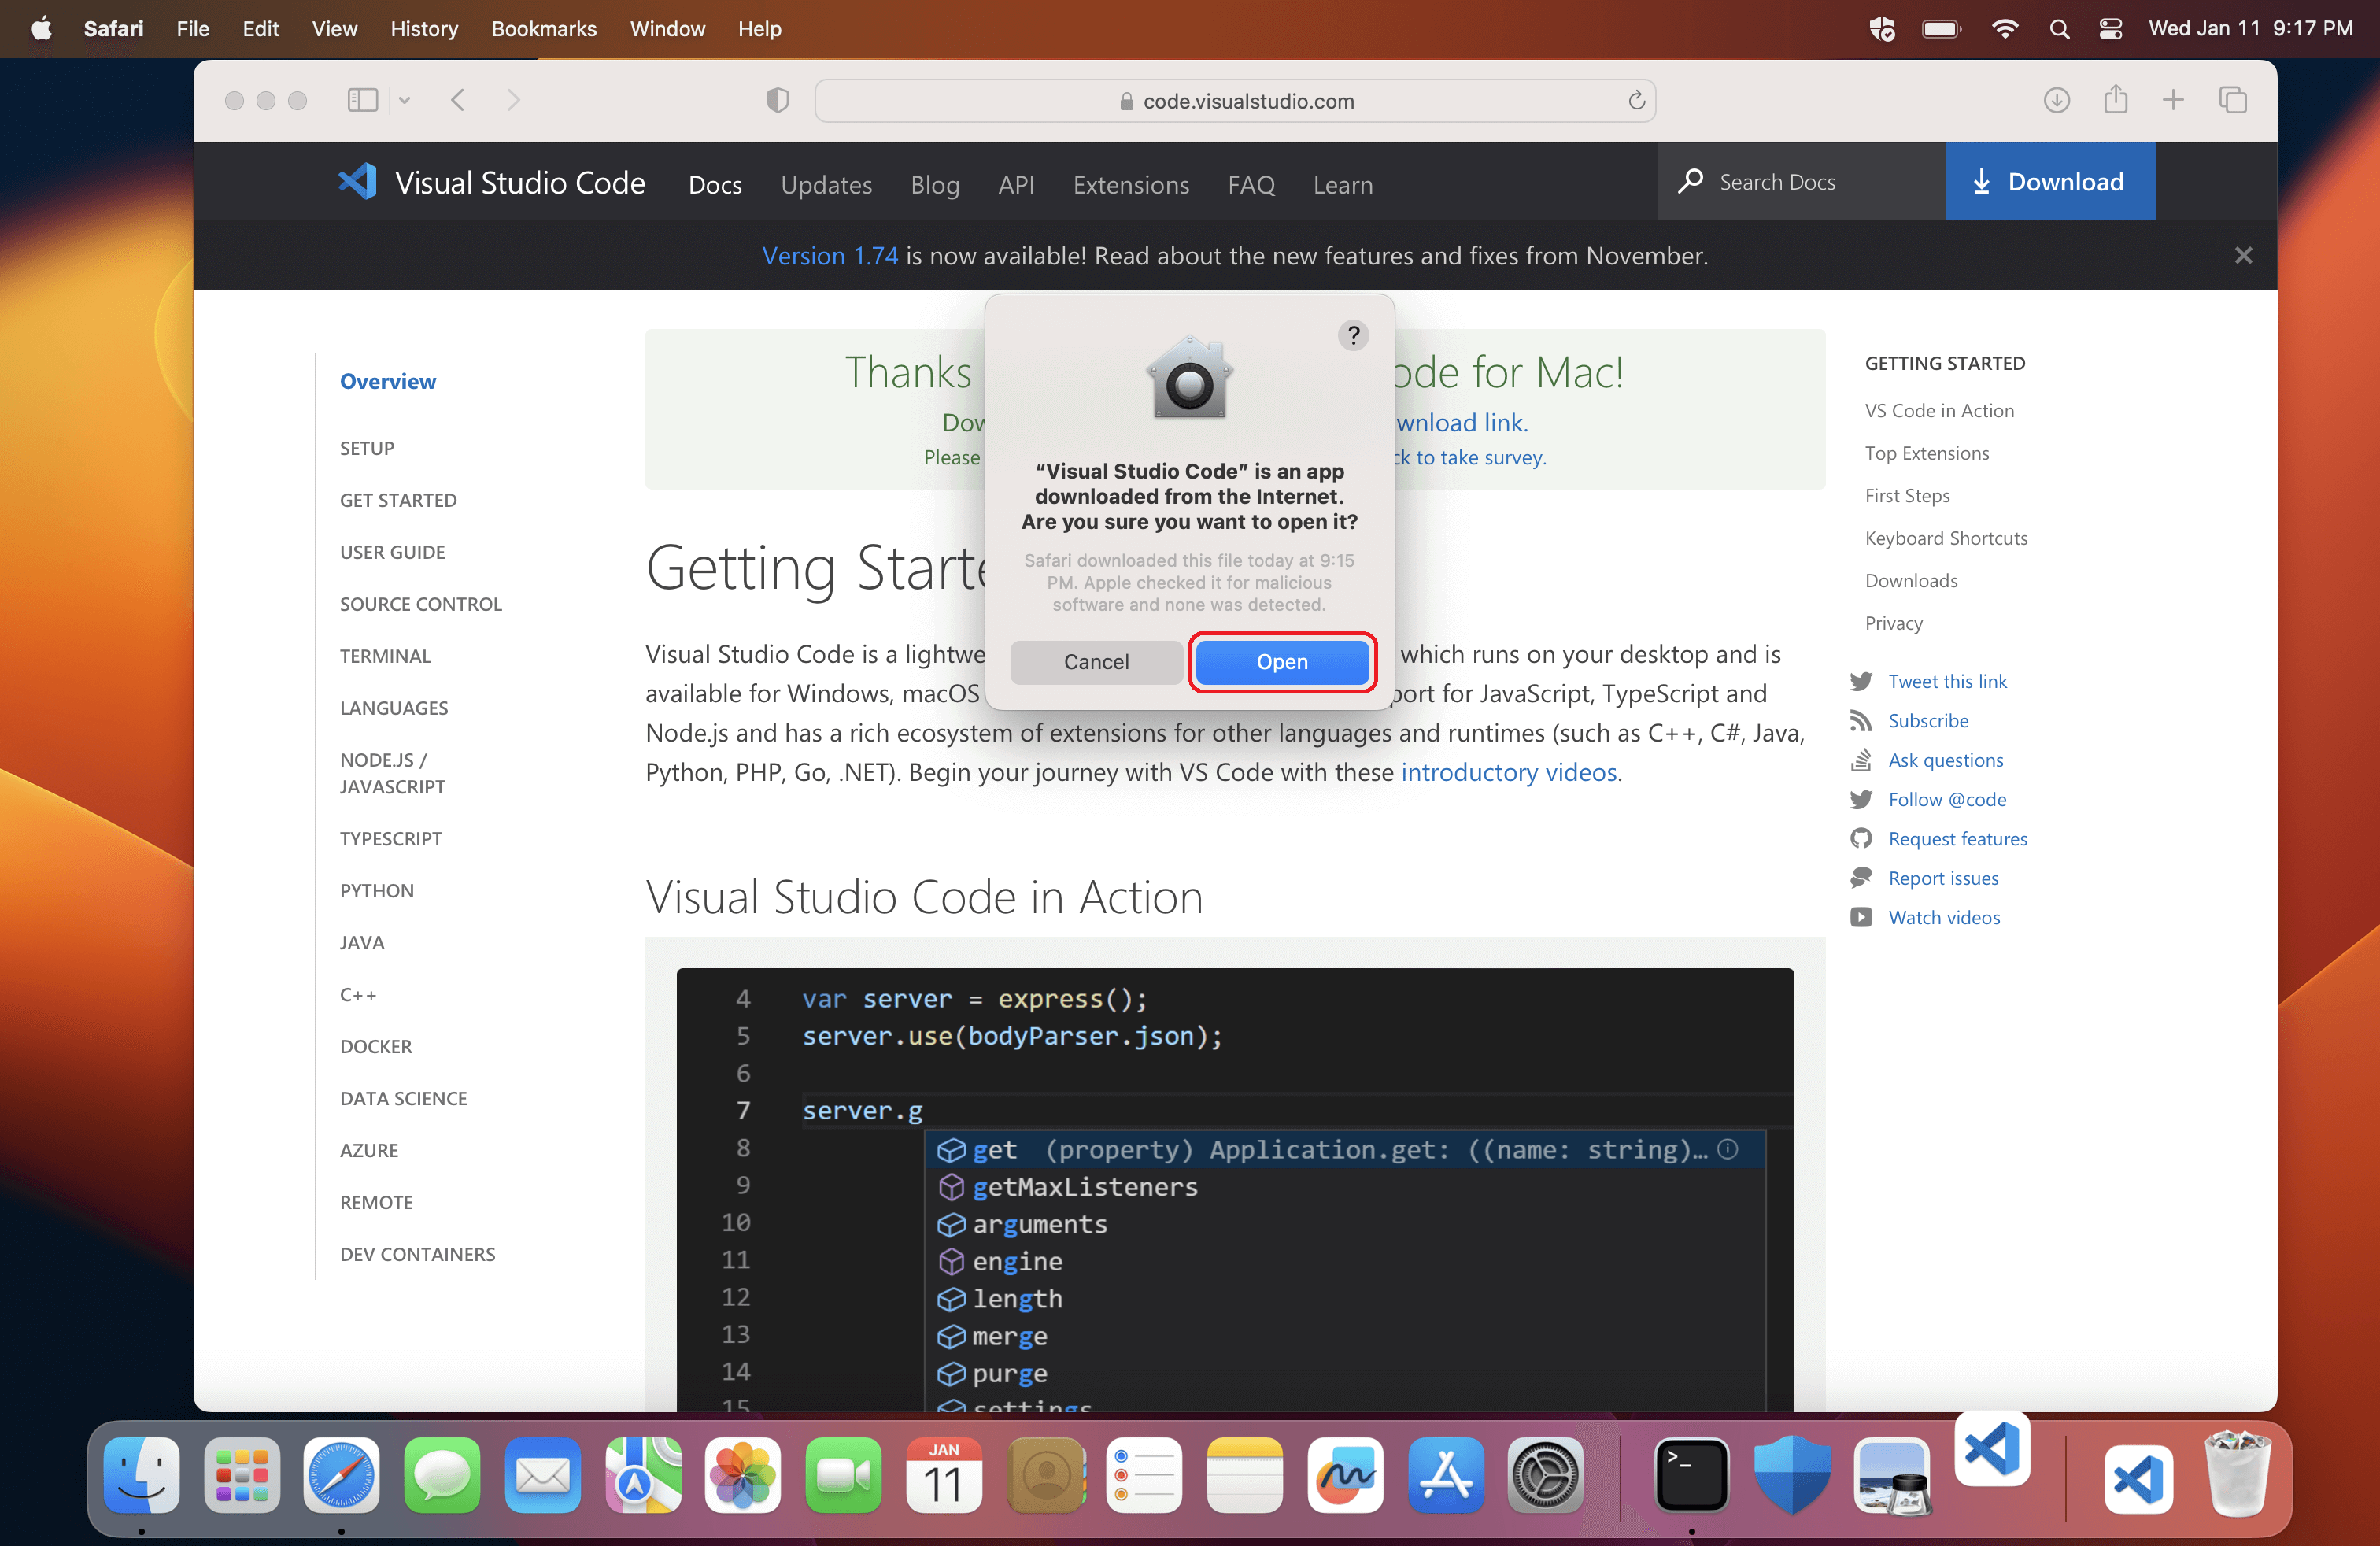 Safari File Edit View History Bookmarks Window Help Wed Jan 11 9:17 PM
code.visualstudio.com
Visual Studio Code Docs Updates Blog API Extensions FAQ Learn Search Docs Download
Version 1.74 is now available! Read about the new features and fixes from November.
Overview
SETUP
GET STARTED
USER GUIDE
SOURCE CONTROL
TERMINAL
LANGUAGES
NODE.JS /
JAVASCRIPT
TYPESCRIPT
PYTHON
JAVA
C++
DOCKER
DATA SCIENCE
AZURE
REMOTE
DEV CONTAINERS
?
“Visual Studio Code” is an app
downloaded from the Internet.
Are you sure you want to open it?
Safari downloaded this file today at 9:15
PM. Apple checked it for malicious
software and none was detected.
Cancel Open
Thanks ode for Mac!
Dow wnload link.
Please ck to take survey.
Getting Starte
Visual Studio Code is a lightwe which runs on your desktop and is
available for Windows, macOS port for JavaScript, TypeScript and
Node.js and has a rich ecosystem of extensions for other languages and runtimes (such as C++, C#, Java,
Python, PHP, Go, .NET). Begin your journey with VS Code with these introductory videos.
Visual Studio Code in Action
4 var server = express();
5 server.use(bodyParser.json);
6
7 server.g
8 get (property) Application.get: ((name: string)…
9 getMaxListeners
10 arguments
11 engine
12 length
13 merge
14 purge
15 settings
GETTING STARTED
VS Code in Action
Top Extensions
First Steps
Keyboard Shortcuts
Downloads
Privacy
Tweet this link
Subscribe
Ask questions
Follow @code
Request features
Report issues
Watch videos
JAN
11
>_